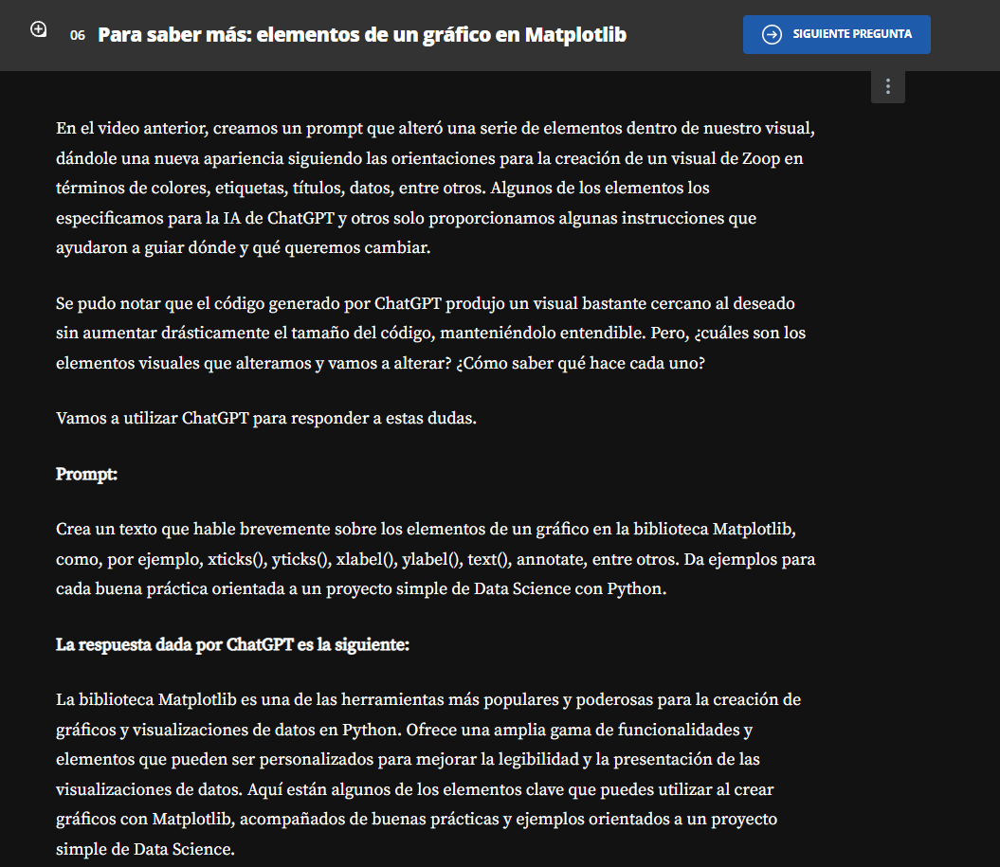 06 Para saber más: elementos de un gráfico en Matplotlib
SIGUIENTE PREGUNTA
En el video anterior, creamos un prompt que alteró una serie de elementos dentro de nuestro visual,
dándole una nueva apariencia siguiendo las orientaciones para la creación de un visual de Zoop en
términos de colores, etiquetas, títulos, datos, entre otros. Algunos de los elementos los
especificamos para la IA de ChatGPT y otros solo proporcionamos algunas instrucciones que
ayudaron a guiar dónde y qué queremos cambiar.
Se pudo notar que el código generado por ChatGPT produjo un visual bastante cercano al deseado
sin aumentar drásticamente el tamaño del código, manteniéndolo entendible. Pero, ¿cuáles son los
elementos visuales que alteramos y vamos a alterar? ¿Cómo saber qué hace cada uno?
Vamos a utilizar ChatGPT para responder a estas dudas.
Prompt:
Crea un texto que hable brevemente sobre los elementos de un gráfico en la biblioteca Matplotlib,
como, por ejemplo, xticks(), yticks(), xlabel(), ylabel(), text(), annotate, entre otros. Da ejemplos para
cada buena práctica orientada a un proyecto simple de Data Science con Python.
La respuesta dada por ChatGPT es la siguiente:
La biblioteca Matplotlib es una de las herramientas más populares y poderosas para la creación de
gráficos y visualizaciones de datos en Python. Ofrece una amplia gama de funcionalidades y
elementos que pueden ser personalizados para mejorar la legibilidad y la presentación de las
visualizaciones de datos. Aquí están algunos de los elementos clave que puedes utilizar al crear
gráficos con Matplotlib, acompañados de buenas prácticas y ejemplos orientados a un proyecto
simple de Data Science.